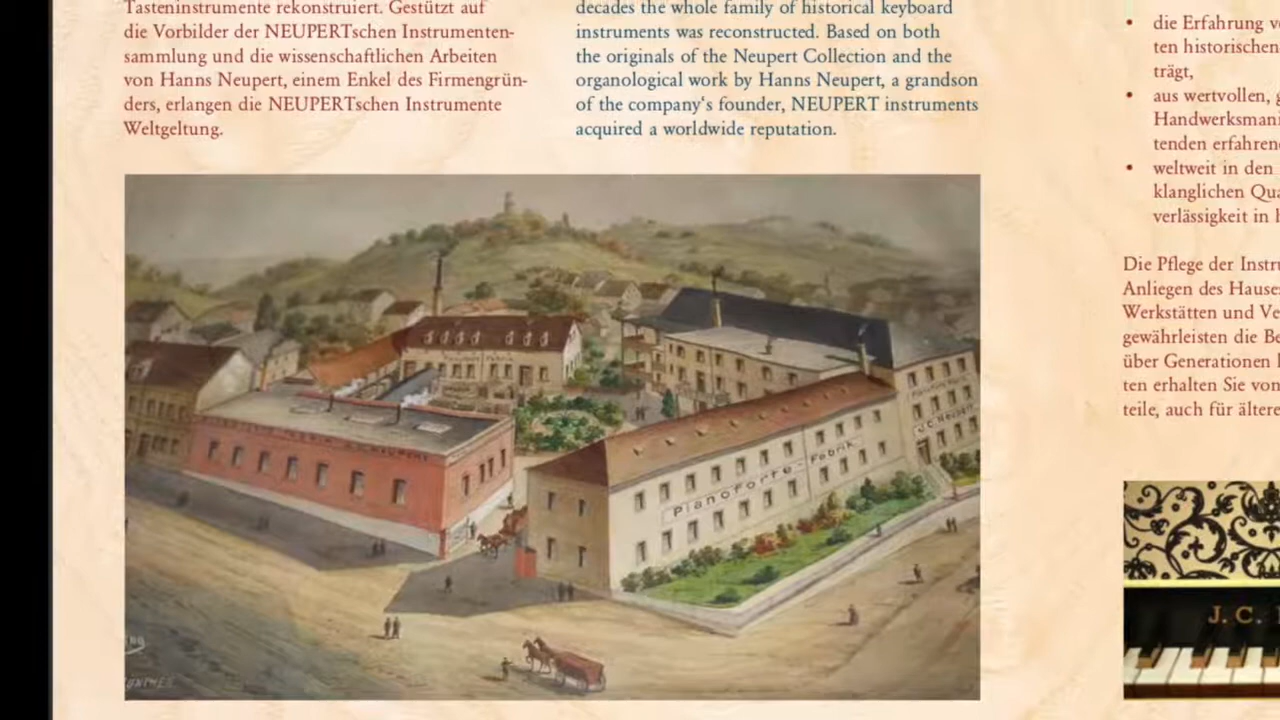 Tasteninstrumente rekonstruiert. Gestützt auf
die Vorbilder der NEUPERTschen Instrumenten-
sammlung und die wissenschaftlichen Arbeiten
von Hanns Neupert, einem Enkel des Firmengrün-
ders, erlangen die NEUPERTschen Instrumente
Weltgeltung.
decades the whole family of historical keyboard
instruments was reconstructed. Based on both
the originals of the Neupert Collection and the
organological work by Hanns Neupert, a grandson
of the company's founder, NEUPERT instruments
acquired a worldwide reputation.
Pianoforte-Fabrik
J.C. Neupert
• die Erfahrung
ten historischen
trägt,
• aus wertvollen,
Handwerksmani
tenden erfahren
• weltweit in den
klanglichen Qua
verlässigkeit in
Die Pflege der Instru
Anliegen des Hause
Werkstätten und Ve
gewährleisten die Be
über Generationen
ten erhalten Sie von
teile, auch für ältere
J. C.